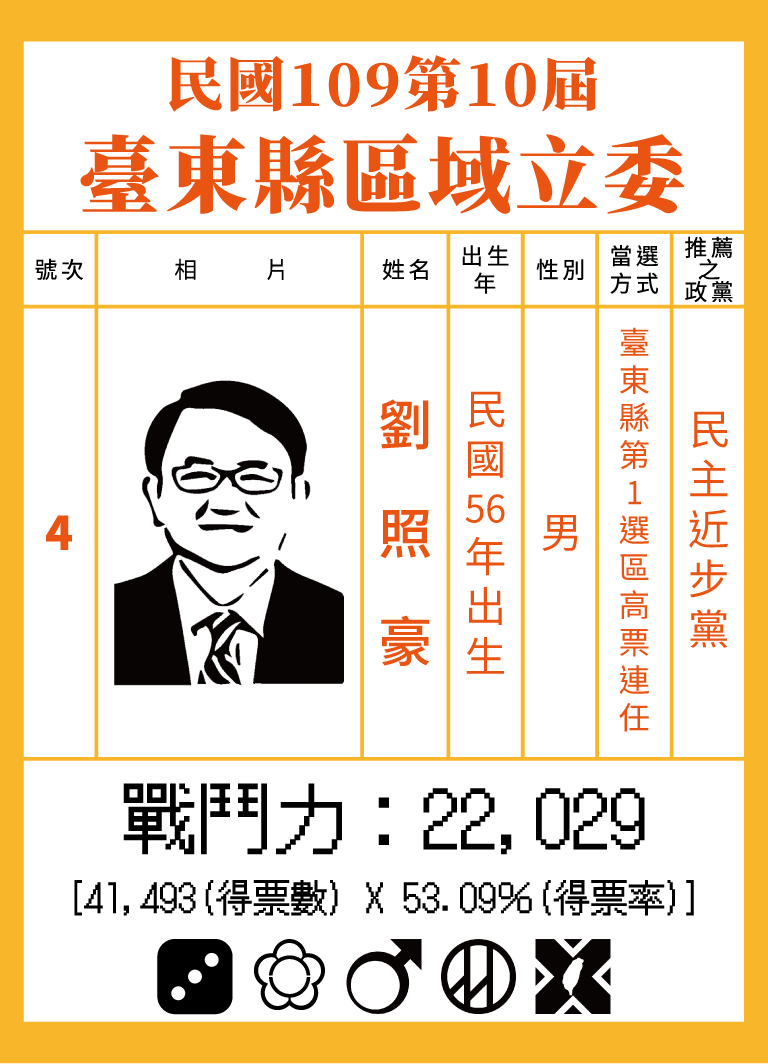 民國109第10屆
臺東縣區域立委
號次
相 片
姓名
出生
年
性別
當選
方式
推薦
之
政黨
4
劉照豪
民國56年出生
男
臺東縣第1選區高票連任
民主近步黨
戰鬥力：22,029
[41,493(得票數) X 53.09%(得票率)]